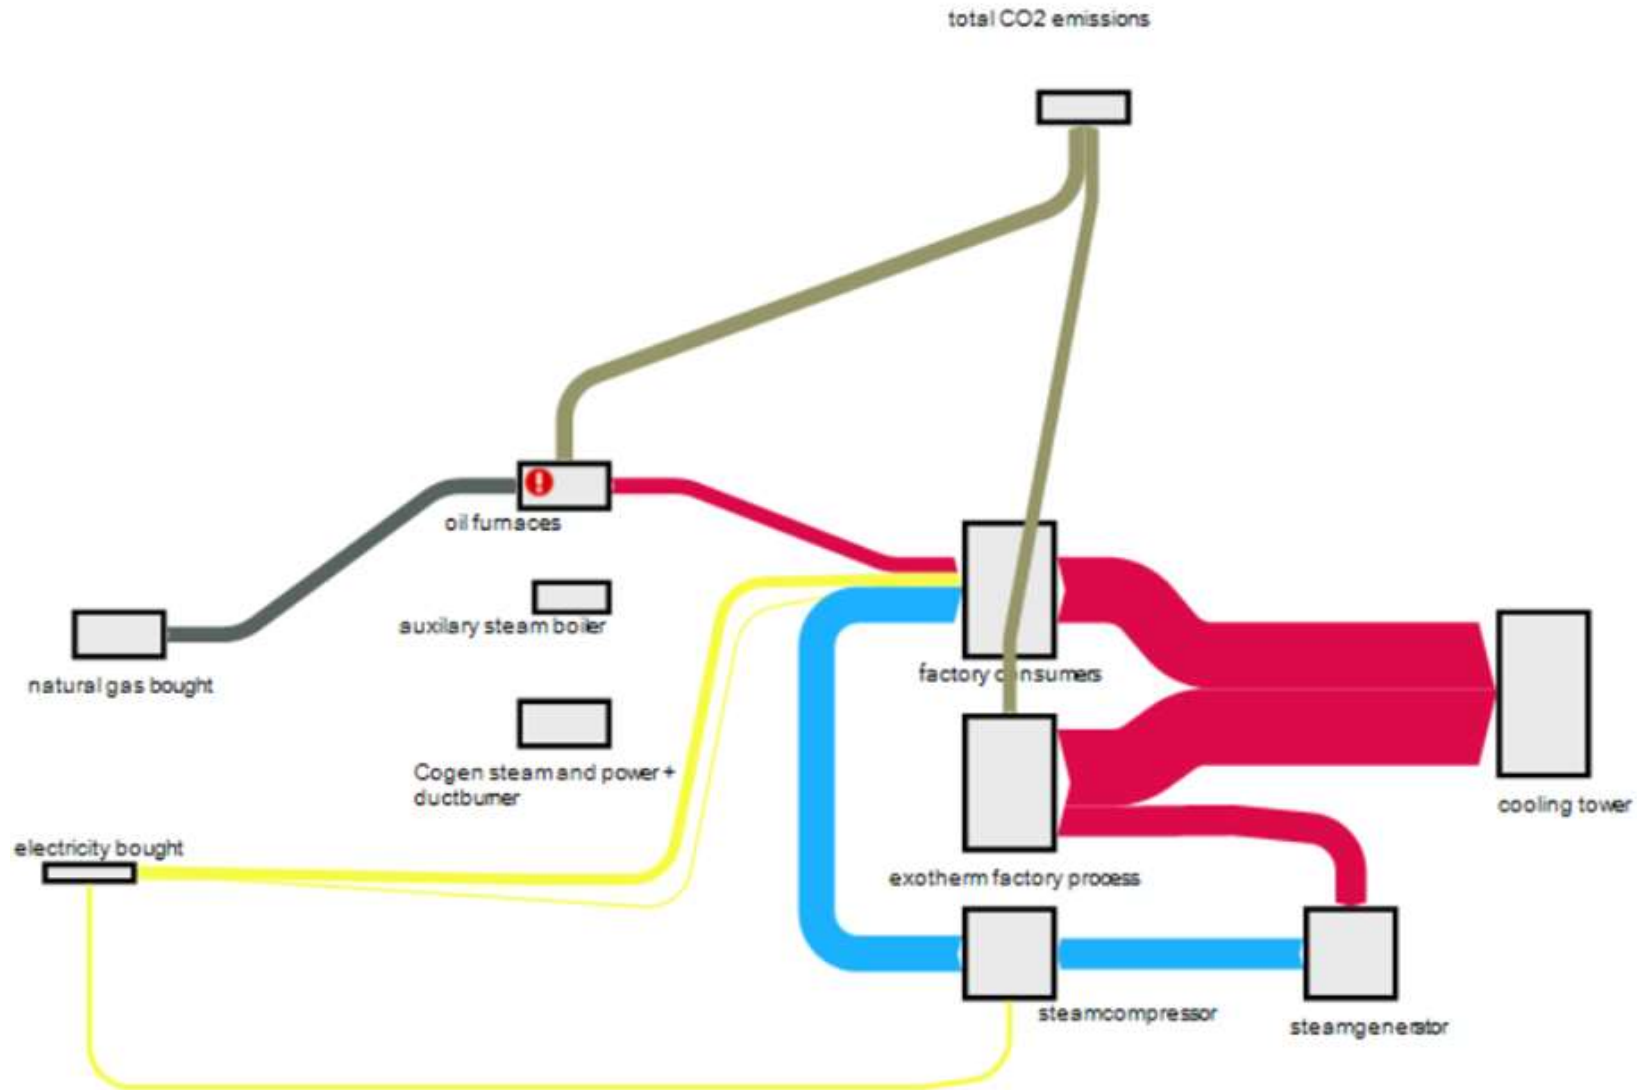 total CO2 emissions
oil furnaces
auxilary steam boiler
factory consumers
natural gas bought
Cogen steam and power +
ductburner
cooling tower
electricity bought
exotherm factory process
steamcompressor
steamgenerator